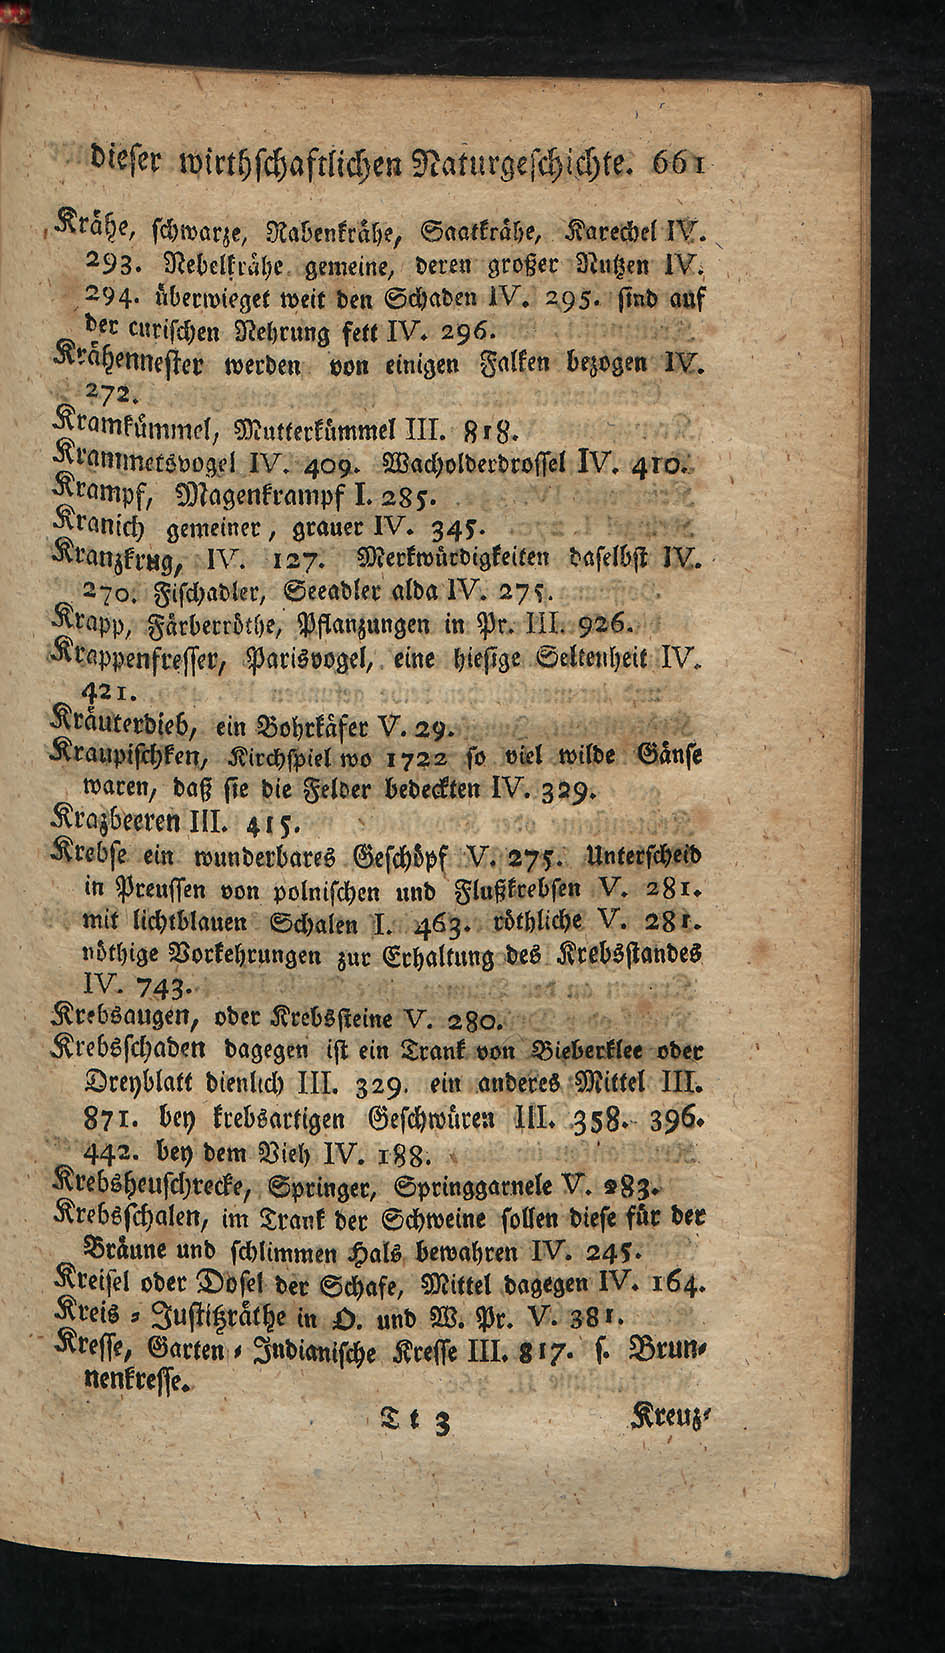 dieser wirthschaftlichen Naturgeschichte. 661
Krähe, schwarze, Rabenkrähe, Saatkrähe, Karechel IV.
293. Nebelkrähe gemeine, deren großer Nutzen IV.
294. überwieget weit den Schaden IV. 295. sind auf
der curischen Nehrung fett IV. 296.
Krähennester werden von einigen Falken bezogen IV.
272.
Kramkümmel, Mutterkümmel III. 818.
Krammetsvogel IV. 409. Wacholderdrossel IV. 410.
Krampf, Magenkrampf I. 285.
Kranich gemeiner, grauer IV. 345.
Kranzkrug, IV. 127. Merkwürdigkeiten daselbst IV.
270. Fischadler, Seeadler alda IV. 275.
Krapp, Färberröthe, Pflanzungen in Pr. III. 926.
Krappenfresser, Parisvogel, eine hiesige Seltenheit IV.
421.
Kräuterdieb, ein Bohrkäfer V. 29.
Kraupischken, Kirchspiel wo 1722 so viel wilde Gänse
waren, daß sie die Felder bedeckten IV. 329.
Krazbeeren III. 415.
Krebse ein wunderbares Geschöpf V. 275. Unterscheid
in Preussen von polnischen und Flußkrebsen V. 281.
mit lichtblauen Schalen I. 463. röthliche V. 281.
nöthige Vorkehrungen zur Erhaltung des Krebsstandes
IV. 743.
Krebsaugen, oder Krebssteine V. 280.
Krebsschaden dagegen ist ein Trank von Bieberklee oder
Dreyblatt dienlich III. 329. ein anderes Mittel III.
871. bey krebsartigen Geschwüren III. 358. 396.
442. bey dem Vieh IV. 188.
Krebsheuschrecke, Springer, Springgarnele V. 283.
Krebsschalen, im Trank der Schweine sollen diese für der
Bräune und schlimmen Hals bewahren IV. 245.
Kreisel oder Dosel der Schafe, Mittel dagegen IV. 164.
Kreis-Justitzräthe in O. und W. Pr. V. 381.
Kresse, Garten-Indianische Kresse III. 817. s. Brun-
nenkresse.
Tt 3 Kreuz-